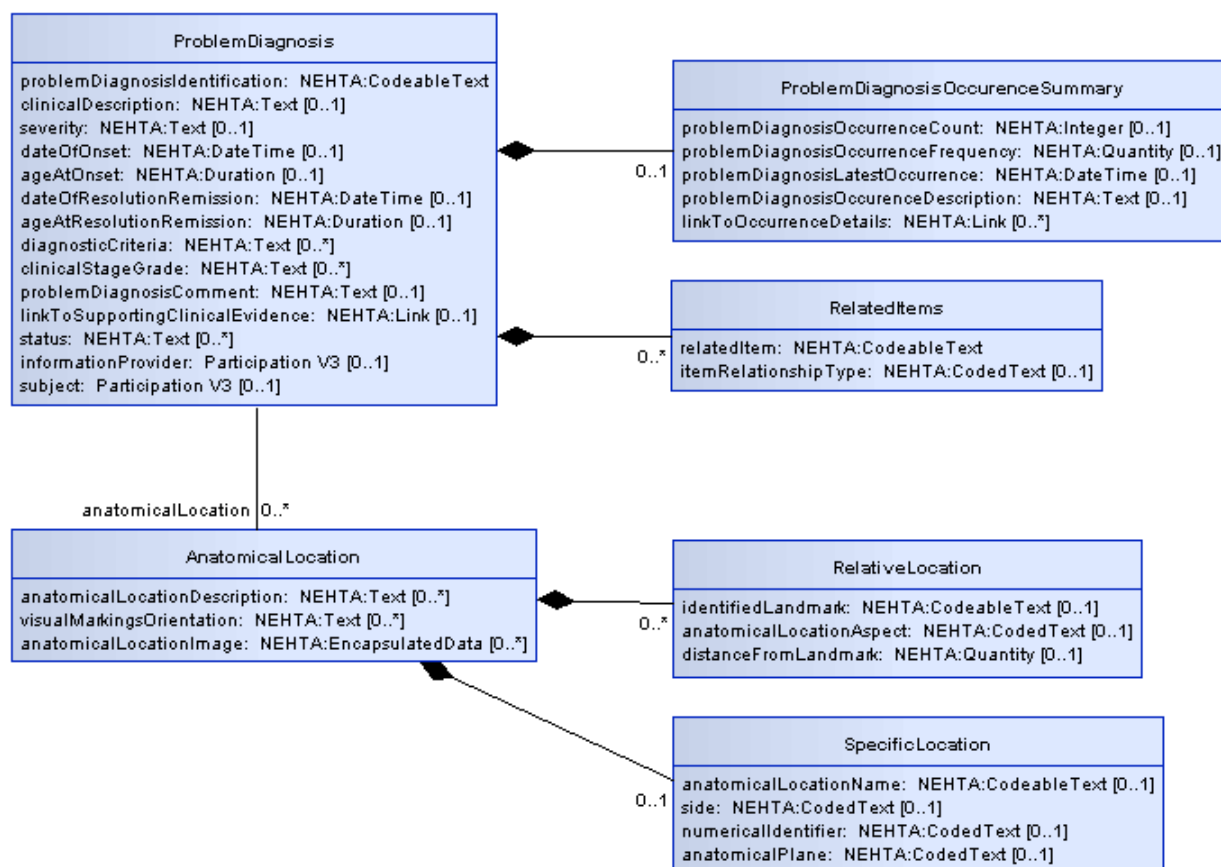 ProblemDiagnosis
problemDiagnosisIdentification: NEHTA:CodeableText
clinicalDescription: NEHTA:Text [0..1]
severity: NEHTA:Text [0..1]
dateOfOnset: NEHTA:DateTime [0..1]
ageAtOnset: NEHTA:Duration [0..1]
dateOfResolutionRemission: NEHTA:DateTime [0..1]
ageAtResolutionRemission: NEHTA:Duration [0..1]
diagnosticCriteria: NEHTA:Text [0..*]
clinicalStageGrade: NEHTA:Text [0..*]
problemDiagnosisComment: NEHTA:Text [0..1]
linkToSupportingClinicalEvidence: NEHTA:Link [0..1]
status: NEHTA:Text [0..*]
informationProvider: Participation V3 [0..1]
subject: Participation V3 [0..1]
ProblemDiagnosisOccurenceSummary
problemDiagnosisOccurrenceCount: NEHTA:Integer [0..1]
problemDiagnosisOccurrenceFrequency: NEHTA:Quantity [0..1]
problemDiagnosisLatestOccurrence: NEHTA:DateTime [0..1]
problemDiagnosisOccurenceDescription: NEHTA:Text [0..1]
linkToOccurrenceDetails: NEHTA:Link [0..*]
0..1
RelatedItems
relatedItem: NEHTA:CodeableText
itemRelationshipType: NEHTA:CodedText [0..1]
0..*
anatomicalLocation 0..*
AnatomicalLocation
anatomicalLocationDescription: NEHTA:Text [0..*]
visualMarkingsOrientation: NEHTA:Text [0..*]
anatomicalLocationImage: NEHTA:EncapsulatedData [0..*]
RelativeLocation
identifiedLandmark: NEHTA:CodeableText [0..1]
anatomicalLocationAspect: NEHTA:CodedText [0..1]
distanceFromLandmark: NEHTA:Quantity [0..1]
0..*
SpecificLocation
anatomicalLocationName: NEHTA:CodeableText [0..1]
side: NEHTA:CodedText [0..1]
numericalIdentifier: NEHTA:CodedText [0..1]
anatomicalPlane: NEHTA:CodedText [0..1]
0..1